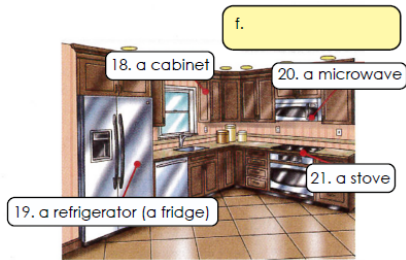 f.
18. a cabinet
20. a microwave
21. a stove
19. a refrigerator (a fridge)